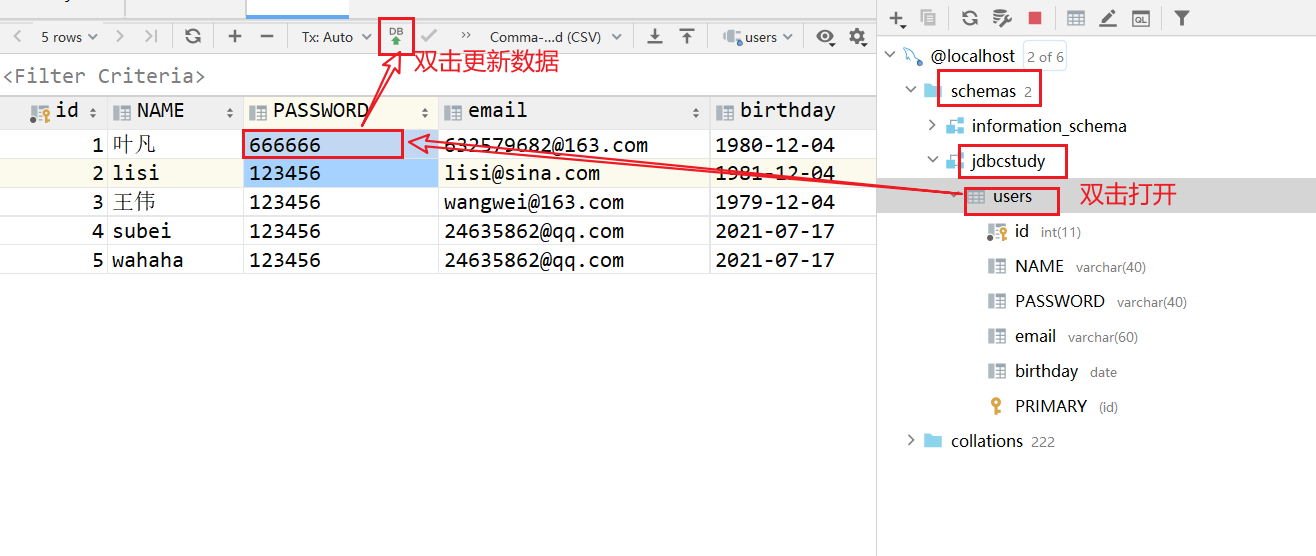 5 rows
Tx: Auto
DB
Comma-...d (CSV)
users
双击更新数据
<Filter Criteria>
id NAME PASSWORD email birthday
1 叶凡 666666 632579682@163.com 1980-12-04
2 lisi 123456 lisi@sina.com 1981-12-04
3 王伟 123456 wangwei@163.com 1979-12-04
4 subei 123456 24635862@qq.com 2021-07-17
5 wahaha 123456 24635862@qq.com 2021-07-17
QL
@localhost 2 of 6
schemas 2
information_schema
jdbcstudy
users 双击打开
id int(11)
NAME varchar(40)
PASSWORD varchar(40)
email varchar(60)
birthday date
PRIMARY (id)
collations 222